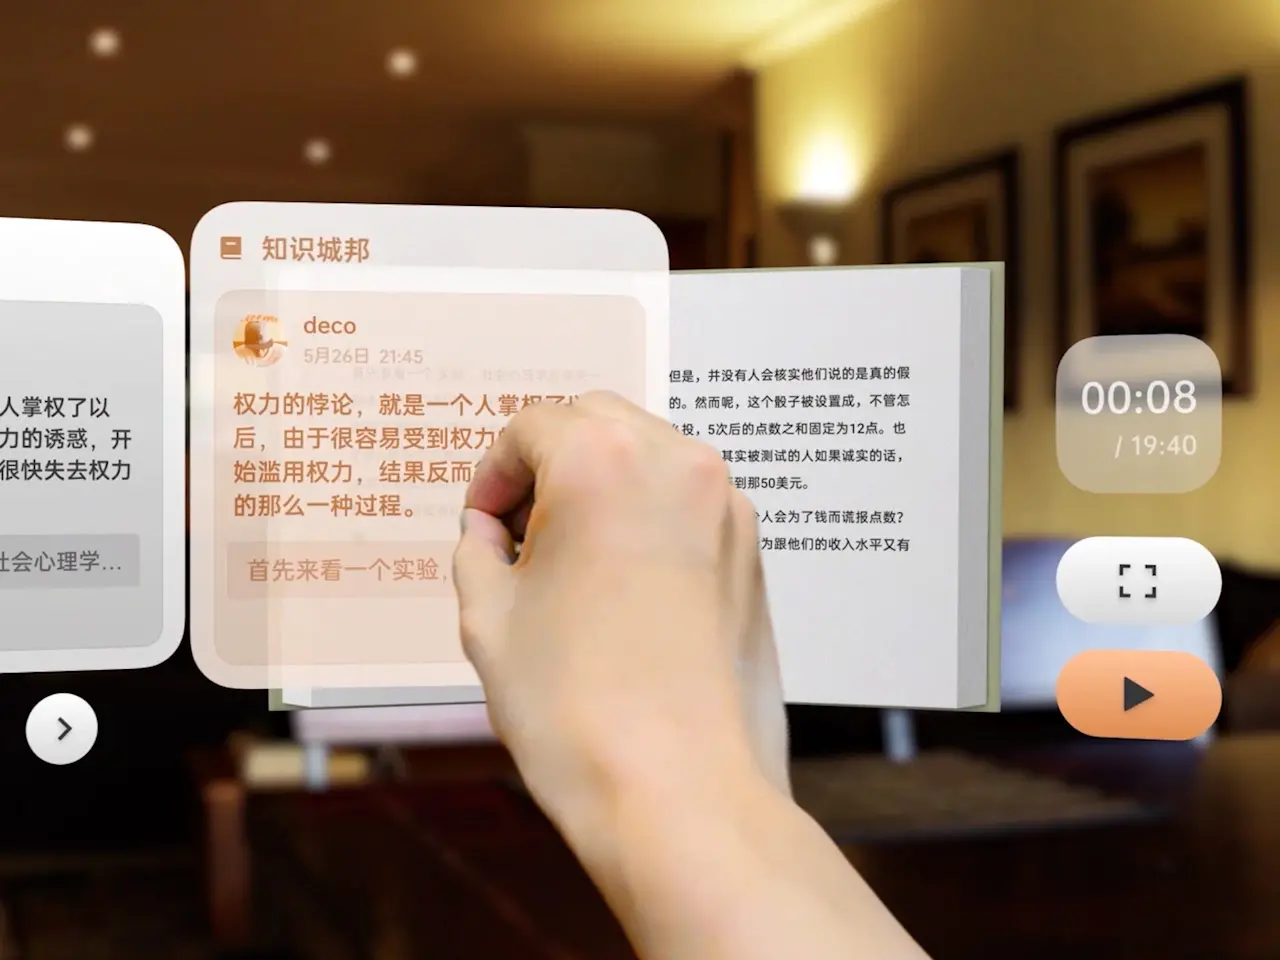 人掌权了以
力的诱惑，开
很快失去权力
社会心理学...
知识城邦
deco
5月26日 21:45
权力的悖论，就是一个人掌权了以
后，由于很容易受到权力的
始滥用权力，结果反而
的那么一种过程。
首先来看一个实验，
但是，并没有人会核实他们说的是真的假
的。然而呢，这个骰子被设置成，不管怎
么投，5次后的点数之和固定为12点。也
其实被测试的人如果诚实的话，
到那50美元。
人会为了钱而谎报点数？
为跟他们的收入水平又有
00:08
/ 19:40